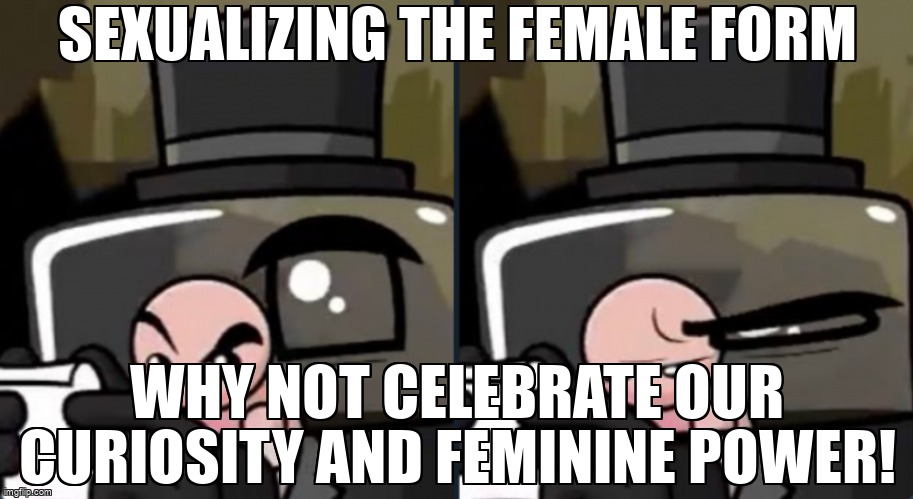 SEXUALIZING THE FEMALE FORM
WHY NOT CELEBRATE OUR
CURIOSITY AND FEMININE POWER!
imgflip.com